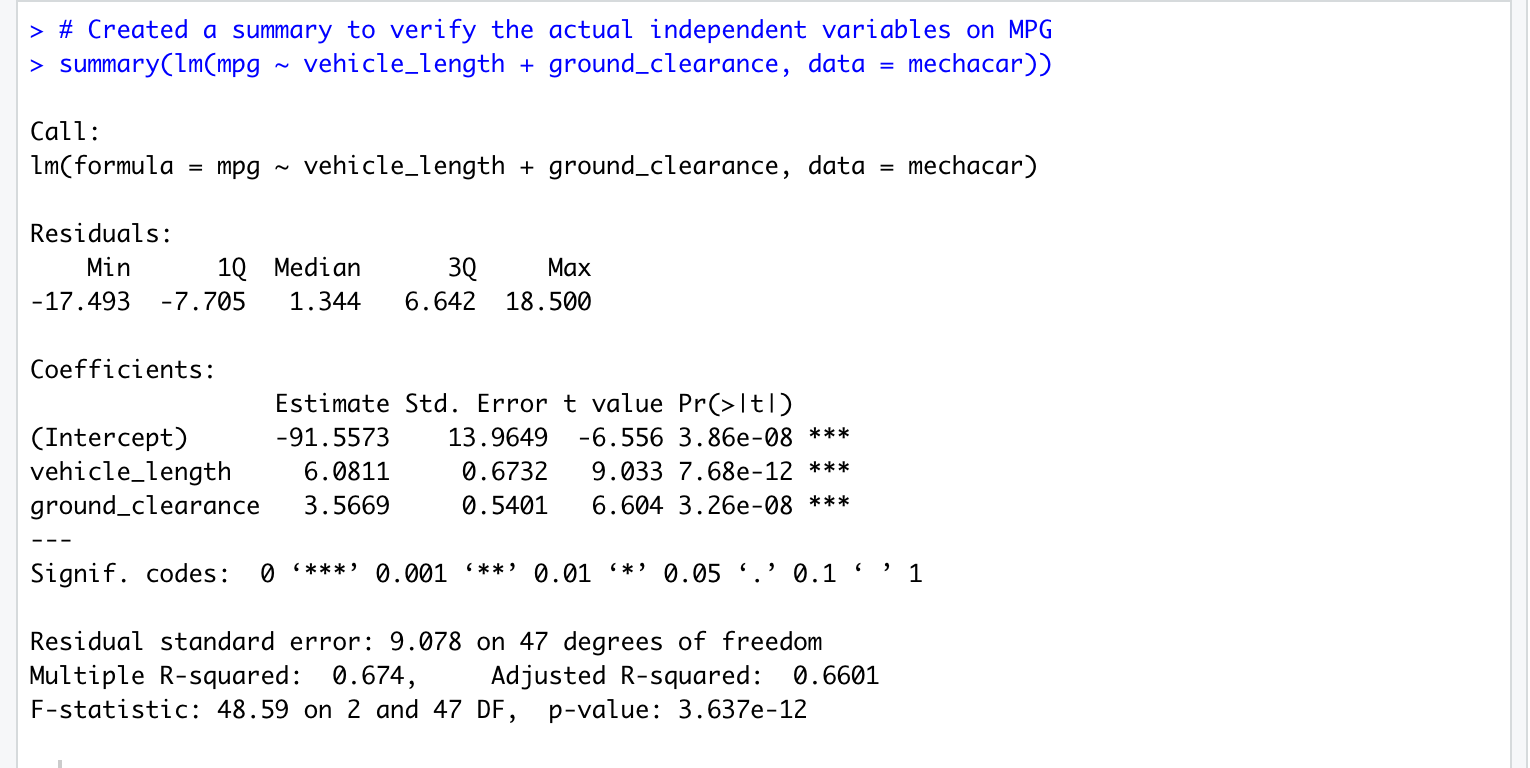 > # Created a summary to verify the actual independent variables on MPG
> summary(lm(mpg ~ vehicle_length + ground_clearance, data = mechacar))

Call:
lm(formula = mpg ~ vehicle_length + ground_clearance, data = mechacar)

Residuals:
    Min      1Q  Median      3Q     Max
-17.493  -7.705   1.344   6.642  18.500

Coefficients:
                 Estimate Std. Error t value Pr(>|t|)
(Intercept)      -91.5573    13.9649  -6.556 3.86e-08 ***
vehicle_length     6.0811     0.6732   9.033 7.68e-12 ***
ground_clearance   3.5669     0.5401   6.604 3.26e-08 ***
---
Signif. codes:  0 ‘***’ 0.001 ‘**’ 0.01 ‘*’ 0.05 ‘.’ 0.1 ‘ ’ 1

Residual standard error: 9.078 on 47 degrees of freedom
Multiple R-squared:  0.674,     Adjusted R-squared:  0.6601
F-statistic: 48.59 on 2 and 47 DF,  p-value: 3.637e-12